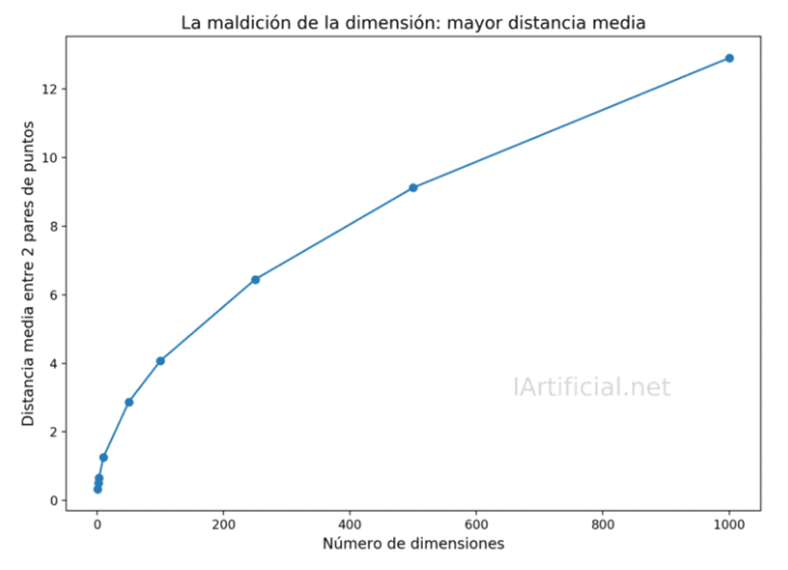 La maldición de la dimensión: mayor distancia media
Distancia media entre 2 pares de puntos
12
10
8
6
4
2
0
IArtificial.net
0 200 400 600 800 1000
Número de dimensiones